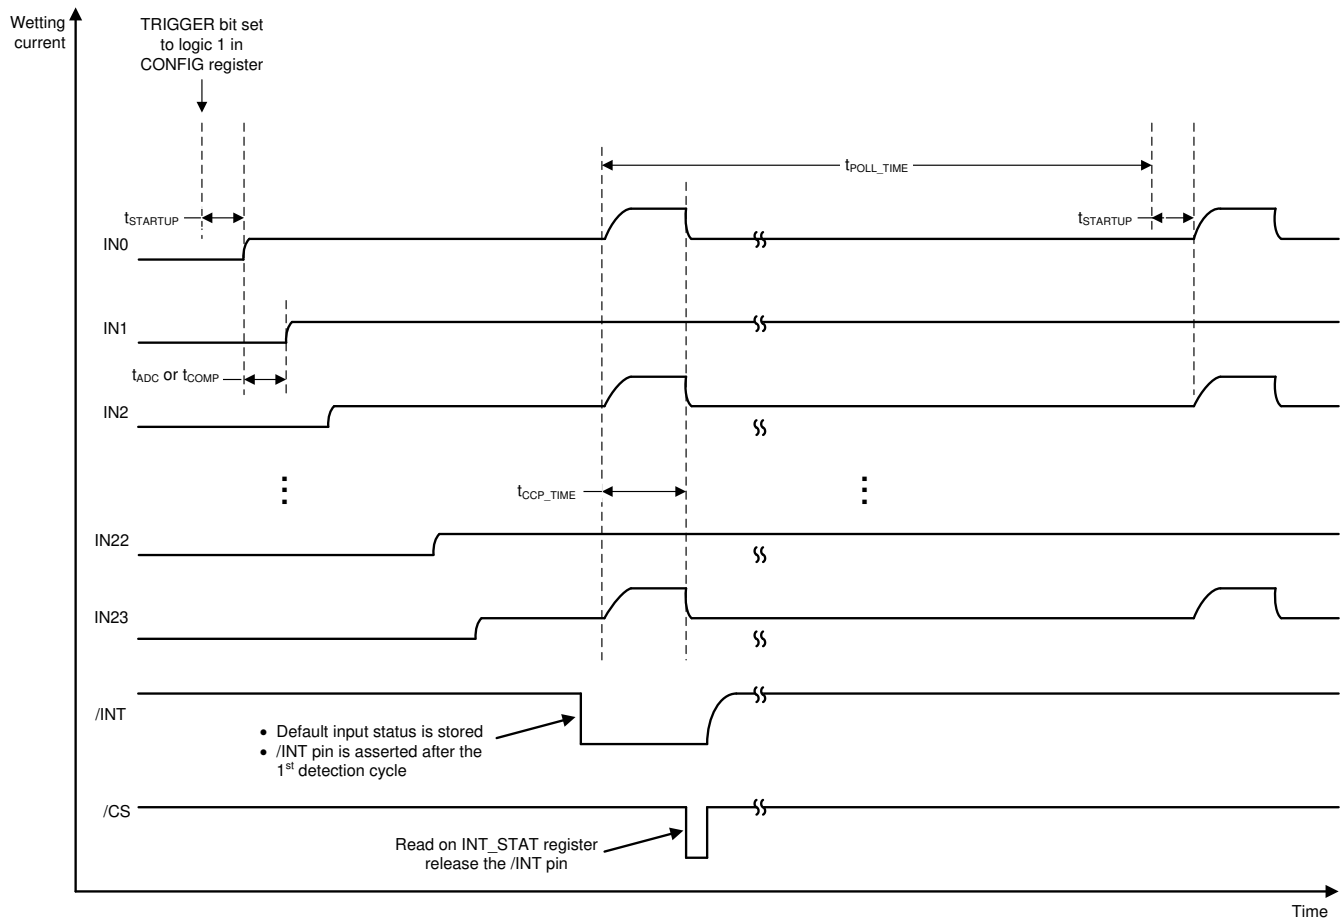 Wetting
current
TRIGGER bit set
to logic 1 in
CONFIG register
tPOLL_TIME
tSTARTUP
tSTARTUP
IN0
IN1
tADC or tCOMP
IN2
tCCP_TIME
IN22
IN23
/INT
• Default input status is stored
• /INT pin is asserted after the
1st detection cycle
/CS
Read on INT_STAT register
release the /INT pin
Time